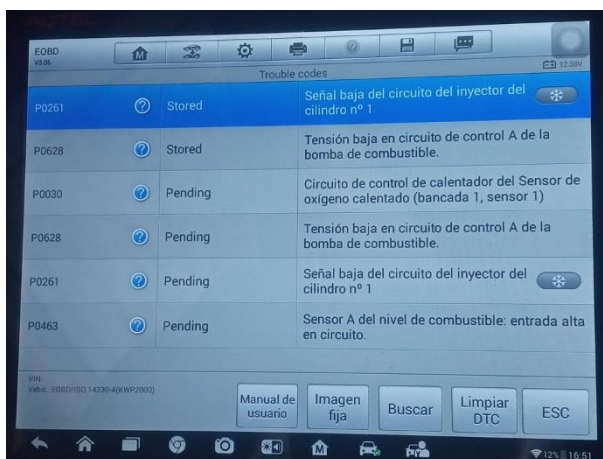 EOBD
V3.06
Trouble codes
12.38V
P0261
Stored
Señal baja del circuito del inyector del
cilindro nº 1
P0628
Stored
Tensión baja en circuito de control A de la
bomba de combustible.
P0030
Pending
Circuito de control de calentador del Sensor de
oxígeno calentado (bancada 1, sensor 1)
P0628
Pending
Tensión baja en circuito de control A de la
bomba de combustible.
P0261
Pending
Señal baja del circuito del inyector del
cilindro nº 1
P0463
Pending
Sensor A del nivel de combustible: entrada alta
en circuito.
VIN:
Vehic: EOBD/ISO 14230-4(KWP2000)
Manual de
usuario
Imagen
fija
Buscar
Limpiar
DTC
ESC
12% 16:51